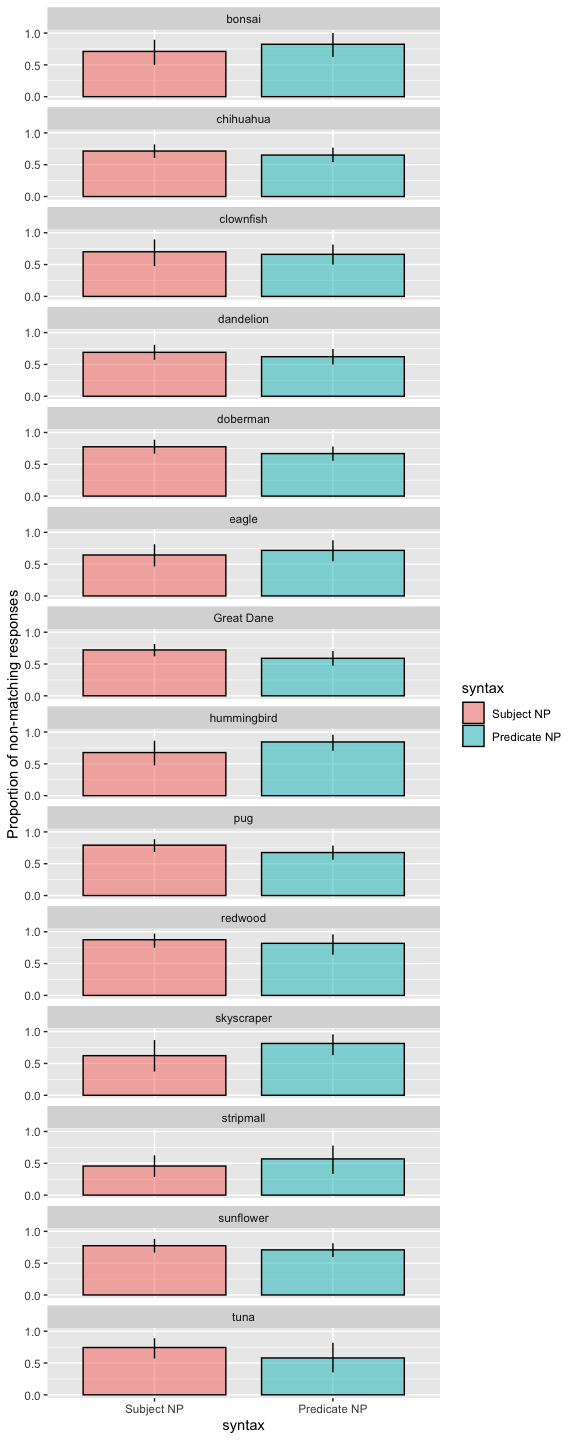 bonsai
1.0
0.5
0.0
chihuahua
1.0
0.5
0.0
clownfish
1.0
0.5
0.0
dandelion
1.0
0.5
0.0
doberman
1.0
0.5
0.0
eagle
1.0
0.5
0.0
Great Dane
1.0
0.5
0.0
hummingbird
1.0
0.5
0.0
pug
1.0
0.5
0.0
redwood
1.0
0.5
0.0
skyscraper
1.0
0.5
0.0
stripmall
1.0
0.5
0.0
sunflower
1.0
0.5
0.0
tuna
1.0
0.5
0.0
Subject NP Predicate NP
syntax
Proportion of non-matching responses
syntax
Subject NP
Predicate NP